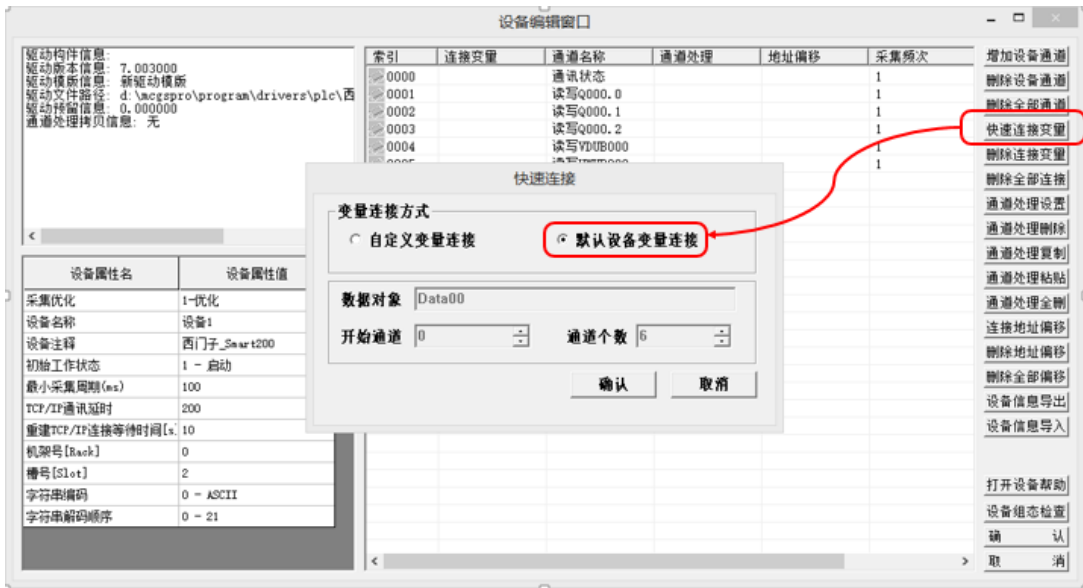 设备编辑窗口
驱动构件信息:
驱动版本信息: 7.003000
驱动模版信息: 新驱动模版
驱动文件路径: d:\mcgspro\program\drivers\plc\西
驱动预留信息: 0.000000
通道处理拷贝信息: 无
索引 连接变量 通道名称 通道处理 地址偏移 采集频次
0000 通讯状态 1
0001 读写Q000.0 1
0002 读写Q000.1 1
0003 读写Q000.2 1
0004 读写VDUB000 1
0005 1
增加设备通道
删除设备通道
删除全部通道
快速连接变量
删除连接变量
删除全部连接
通道处理设置
通道处理删除
通道处理复制
通道处理粘贴
通道处理全删
连接地址偏移
删除地址偏移
删除全部偏移
设备信息导出
设备信息导入
打开设备帮助
设备组态检查
确 认
取 消
快速连接
变量连接方式
自定义变量连接 默认设备变量连接
数据对象 Data00
开始通道 0 通道个数 6
确认 取消
设备属性名 设备属性值
采集优化 1-优化
设备名称 设备1
设备注释 西门子_Smart200
初始工作状态 1 - 启动
最小采集周期(ms) 100
TCP/IP通讯延时 200
重建TCP/IP连接等待时间[s. 10
机架号[Rack] 0
槽号[Slot] 2
字符串编码 0 - ASCII
字符串解码顺序 0 - 21